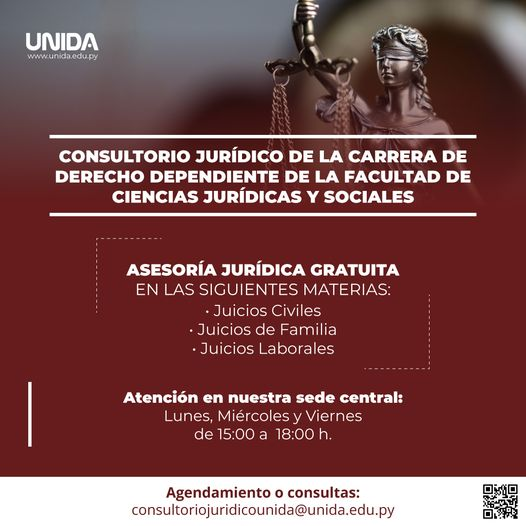 UNIDA
www.unida.edu.py
CONSULTORIO JURÍDICO DE LA CARRERA DE
DERECHO DEPENDIENTE DE LA FACULTAD DE
CIENCIAS JURÍDICAS Y SOCIALES
ASESORÍA JURÍDICA GRATUITA
EN LAS SIGUIENTES MATERIAS:
• Juicios Civiles
• Juicios de Familia
• Juicios Laborales
Atención en nuestra sede central:
Lunes, Miércoles y Viernes
de 15:00 a 18:00 h.
Agendamiento o consultas:
consultoriojuridicounida@unida.edu.py